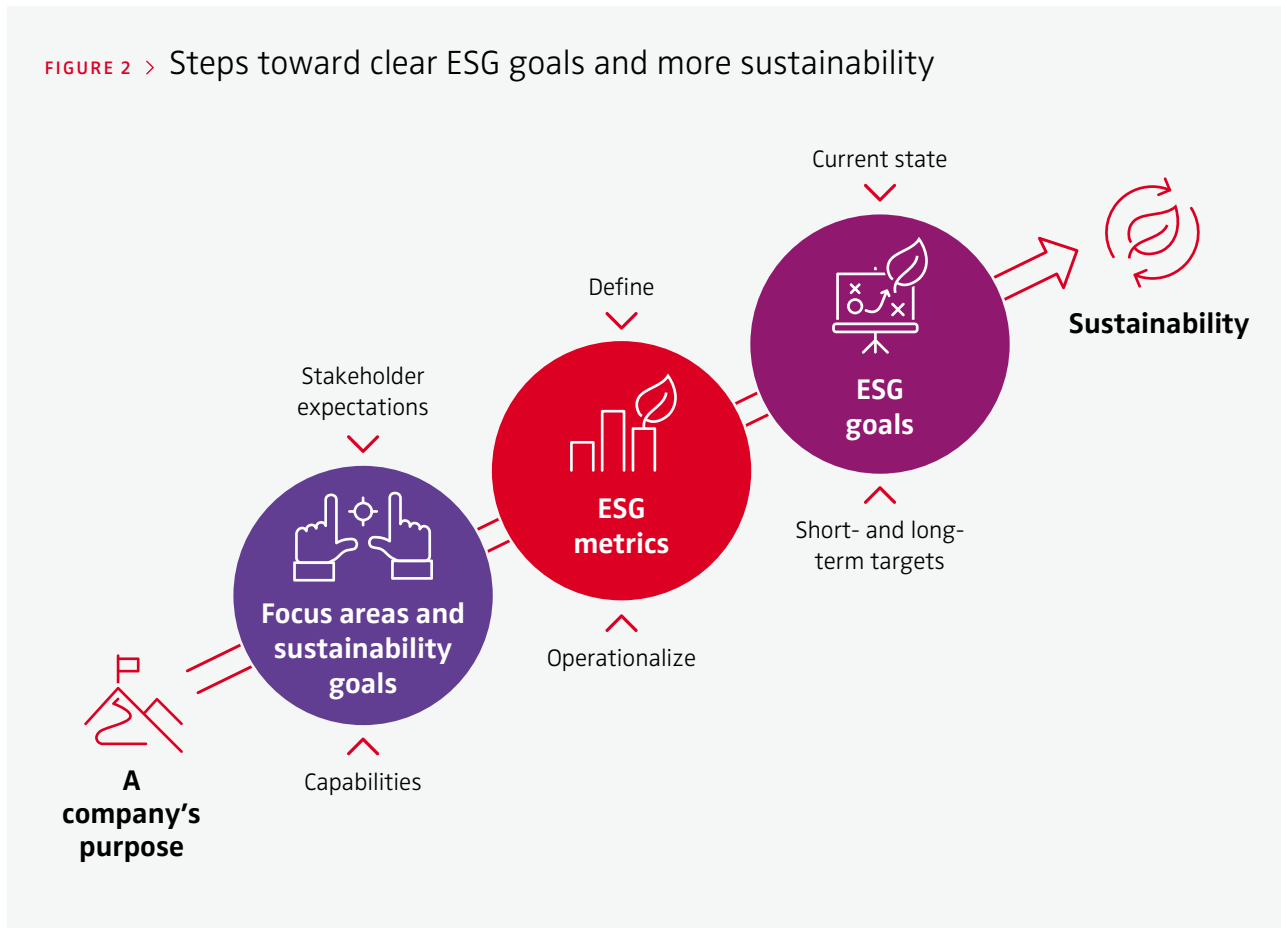 FIGURE 2 > Steps toward clear ESG goals and more sustainability
Current state
Sustainability
ESG
goals
Short- and long-
term targets
Define
ESG
metrics
Operationalize
Stakeholder
expectations
Focus areas and
sustainability
goals
Capabilities
A
company’s
purpose